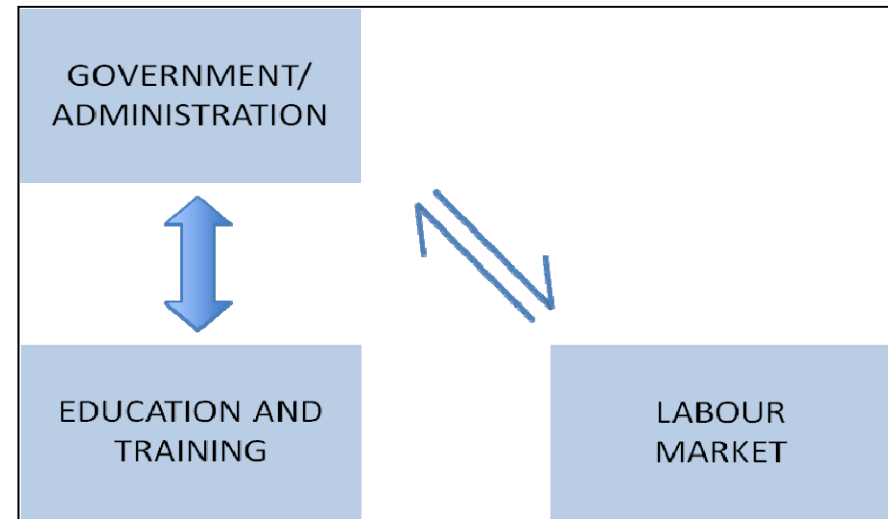 GOVERNMENT/
ADMINISTRATION
EDUCATION AND
TRAINING
LABOUR
MARKET